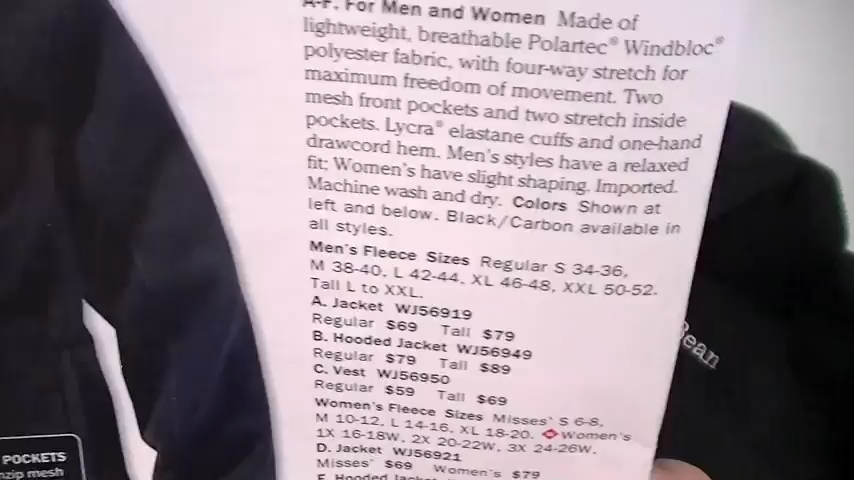 A-F. For Men and Women Made of
lightweight, breathable Polartec® Windbloc®
polyester fabric, with four-way stretch for
maximum freedom of movement. Two
mesh front pockets and two stretch inside
pockets. Lycra® elastane cuffs and one-hand
drawcord hem. Men's styles have a relaxed
fit; Women's have slight shaping. Imported.
Machine wash and dry. Colors Shown at
left and below. Black/Carbon available in
all styles.
Men's Fleece Sizes Regular S 34-36,
M 38-40, L 42-44, XL 46-48, XXL 50-52.
Tall L to XXL.
A. Jacket WJ56919
Regular $69 Tall $79
B. Hooded Jacket WJ56949
Regular $79 Tall $89
C. Vest WJ56950
Regular $59 Tall $69
Women's Fleece Sizes Misses' S 6-8,
M 10-12, L 14-16, XL 18-20. Women's
1X 16-18W, 2X 20-22W, 3X 24-26W.
D. Jacket WJ56921
Misses' $69 Women's $79
Bean
POCKETS
mesh